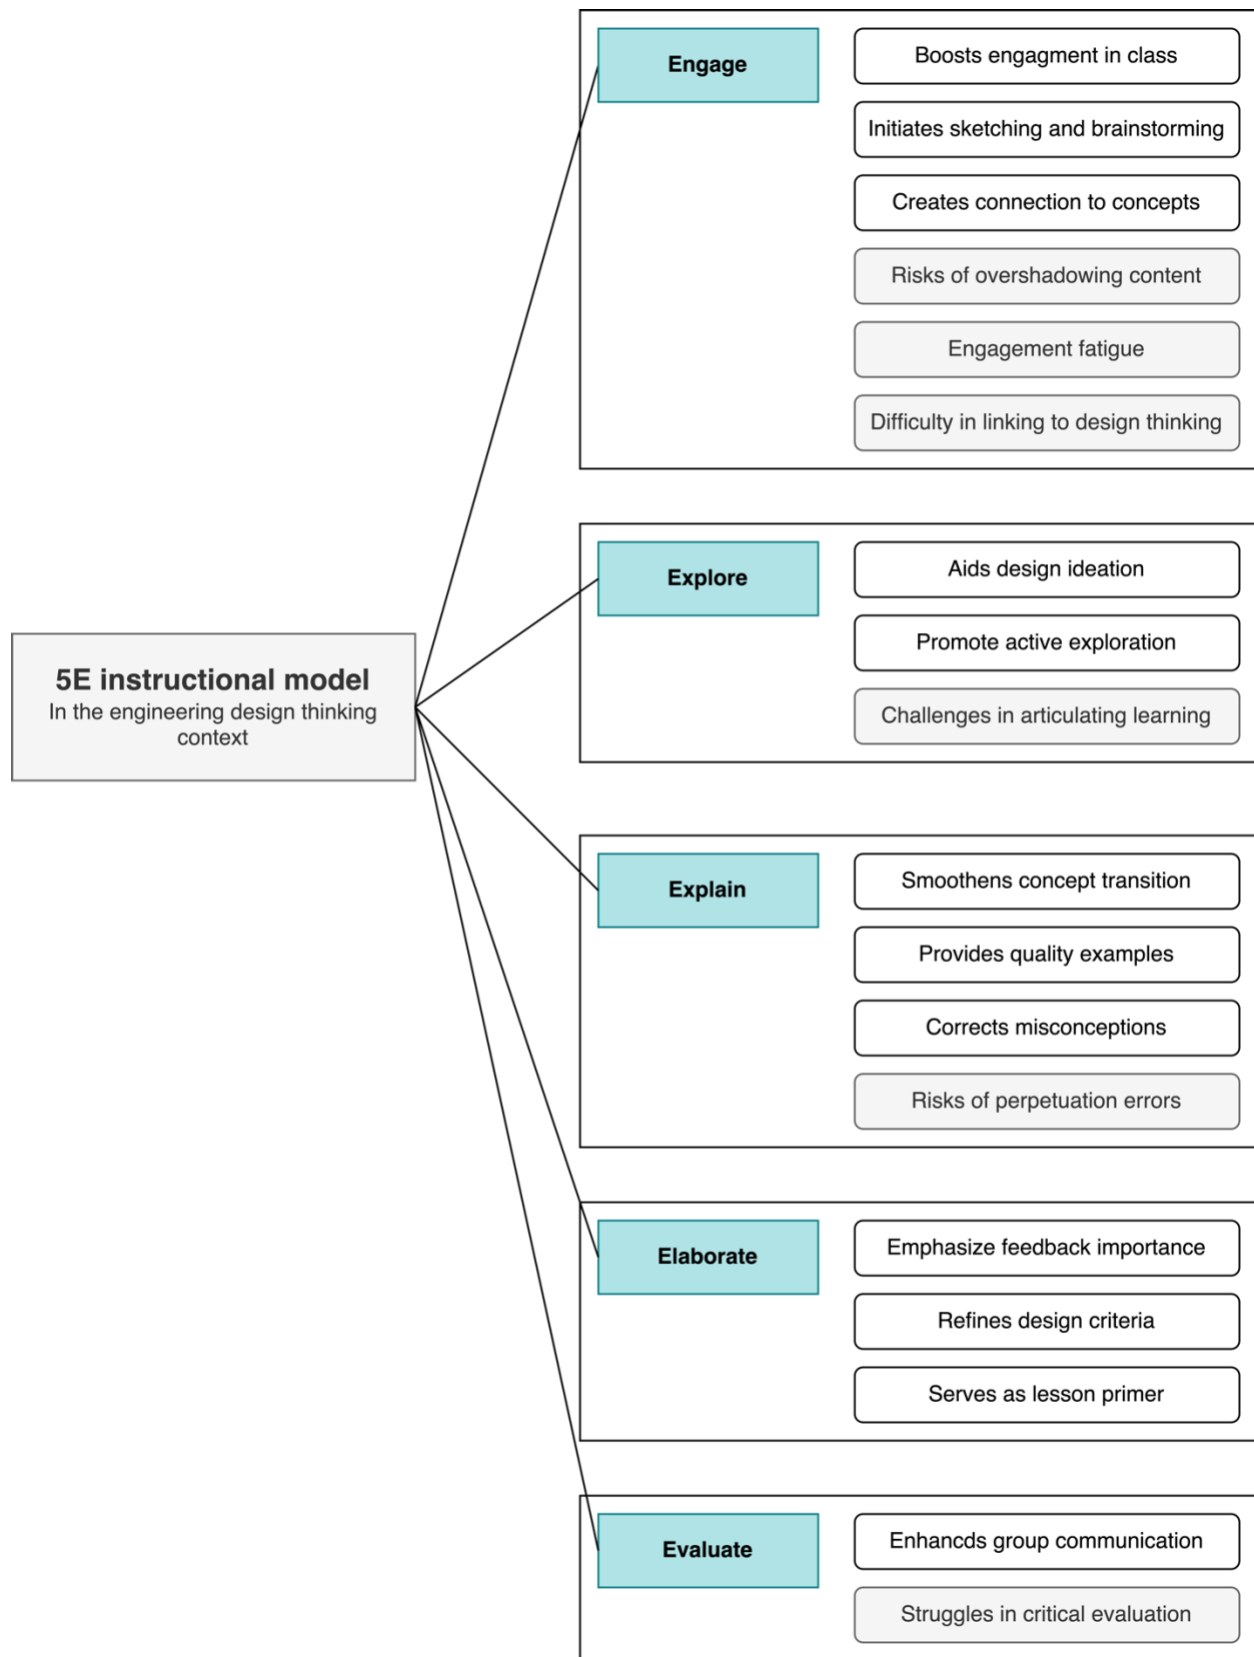 5E instructional model
In the engineering design thinking
context
Engage
Boosts engagment in class
Initiates sketching and brainstorming
Creates connection to concepts
Risks of overshadowing content
Engagement fatigue
Difficulty in linking to design thinking
Explore
Aids design ideation
Promote active exploration
Challenges in articulating learning
Explain
Smoothens concept transition
Provides quality examples
Corrects misconceptions
Risks of perpetuation errors
Elaborate
Emphasize feedback importance
Refines design criteria
Serves as lesson primer
Evaluate
Enhancds group communication
Struggles in critical evaluation